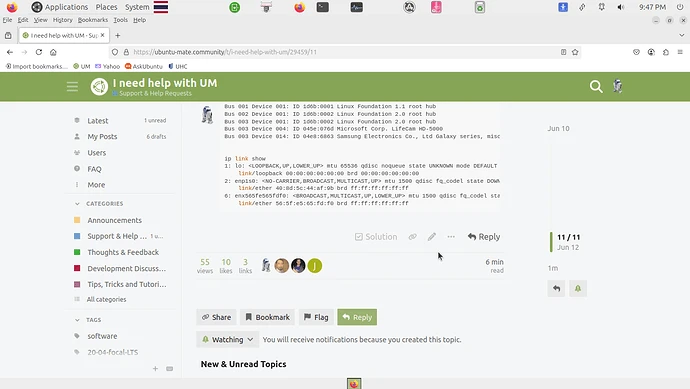 Applications Places System 9:47 PM
File Edit View History Bookmarks Tools Help
I need help with UM - Su
https://ubuntu-mate.community/t/i-need-help-with-um/29459/11
Import bookmarks... UM Yahoo AskUbuntu UHC
I need help with UM
Support & Help Requests
Latest 1 unread
My Posts 6 drafts
Users
FAQ
More
CATEGORIES
Announcements
Support & Help ... 1 unread
Thoughts & Feedback
Development Discuss...
Tips, Tricks and Tutori...
All categories
TAGS
software
20-04-focal-LTS
Bus 001 Device 001: ID 1d6b:0001 Linux Foundation 1.1 root hub
Bus 002 Device 001: ID 1d6b:0002 Linux Foundation 2.0 root hub
Bus 003 Device 001: ID 1d6b:0002 Linux Foundation 2.0 root hub
Bus 003 Device 004: ID 045e:076d Microsoft Corp. LifeCam HD-5000
Bus 003 Device 014: ID 04e8:6863 Samsung Electronics Co., Ltd Galaxy series, misc
ip link show
1: lo: <LOOPBACK,UP,LOWER_UP> mtu 65536 qdisc noqueue state UNKNOWN mode DEFAULT
link/loopback 00:00:00:00:00:00 brd 00:00:00:00:00:00
2: enp1s0: <NO-CARRIER,BROADCAST,MULTICAST,UP> mtu 1500 qdisc fq_codel state DOWN
link/ether 40:8d:5c:44:af:9b brd ff:ff:ff:ff:ff:ff
6: enx565fe565fdf0: <BROADCAST,MULTICAST,UP,LOWER_UP> mtu 1500 qdisc fq_codel sta
link/ether 56:5f:e5:65:fd:f0 brd ff:ff:ff:ff:ff:ff
Solution Reply
55 views 10 likes 3 links
J
6 min read
Share Bookmark Flag Reply
Watching You will receive notifications because you created this topic.
New & Unread Topics
Jun 10
11 / 11
Jun 12
1m